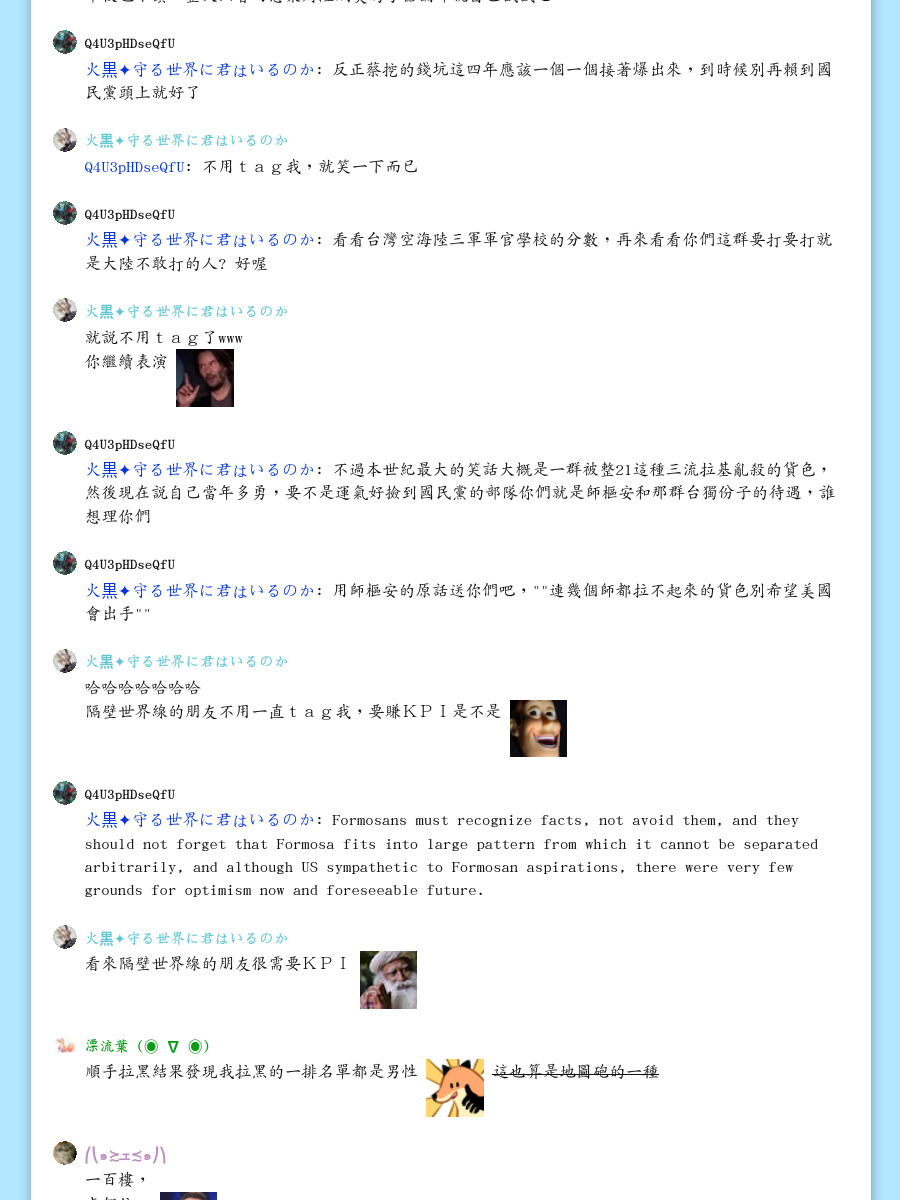 Q4U3pHDseQfU
火黒✦守る世界に君はいるのか: 反正蔡挖的錢坑這四年應該一個一個接著爆出來，到時候別再賴到國
民黨頭上就好了
火黒✦守る世界に君はいるのか
Q4U3pHDseQfU: 不用ｔａｇ我，就笑一下而已
Q4U3pHDseQfU
火黒✦守る世界に君はいるのか: 看看台灣空海陸三軍軍官學校的分數，再來看看你們這群要打要打就
是大陸不敢打的人? 好喔
火黒✦守る世界に君はいるのか
就説不用ｔａｇ了www
你繼續表演
Q4U3pHDseQfU
火黒✦守る世界に君はいるのか: 不過本世紀最大的笑話大概是一群被整21這種三流拉基亂殺的貨色，
然後現在説自己當年多勇，要不是運氣好撿到國民黨的部隊你們就是師樞安和那群台獨份子的待遇，誰
想理你們
Q4U3pHDseQfU
火黒✦守る世界に君はいるのか: 用師樞安的原話送你們吧，""連幾個師都拉不起來的貨色別希望美國
會出手""
火黒✦守る世界に君はいるのか
哈哈哈哈哈哈哈
隔壁世界線的朋友不用一直ｔａｇ我，要賺ＫＰＩ是不是
Q4U3pHDseQfU
火黒✦守る世界に君はいるのか: Formosans must recognize facts, not avoid them, and they
should not forget that Formosa fits into large pattern from which it cannot be separated
arbitrarily, and although US sympathetic to Formosan aspirations, there were very few
grounds for optimism now and foreseeable future.
火黒✦守る世界に君はいるのか
看來隔壁世界線的朋友很需要ＫＰＩ
漂流葉 (◉ ∇ ◉)
順手拉黑結果發現我拉黑的一排名單都是男性 這也算是地圖砲的一種
/\๑≥ェ≤๑/\
一百樓，